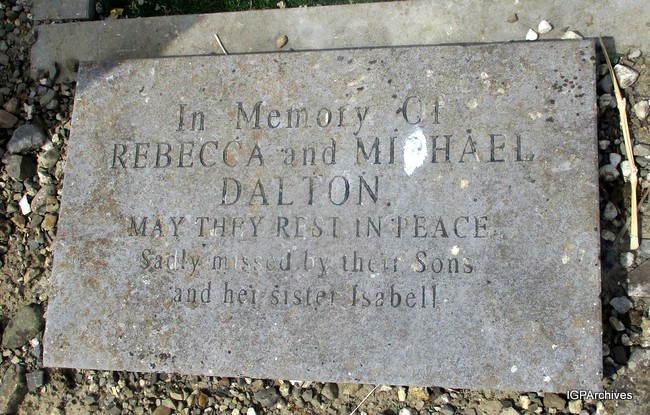 In Memory Of
REBECCA and MICHAEL
DALTON.
MAY THEY REST IN PEACE
Sadly missed by their Sons
and her sister Isabell
IGPArchives